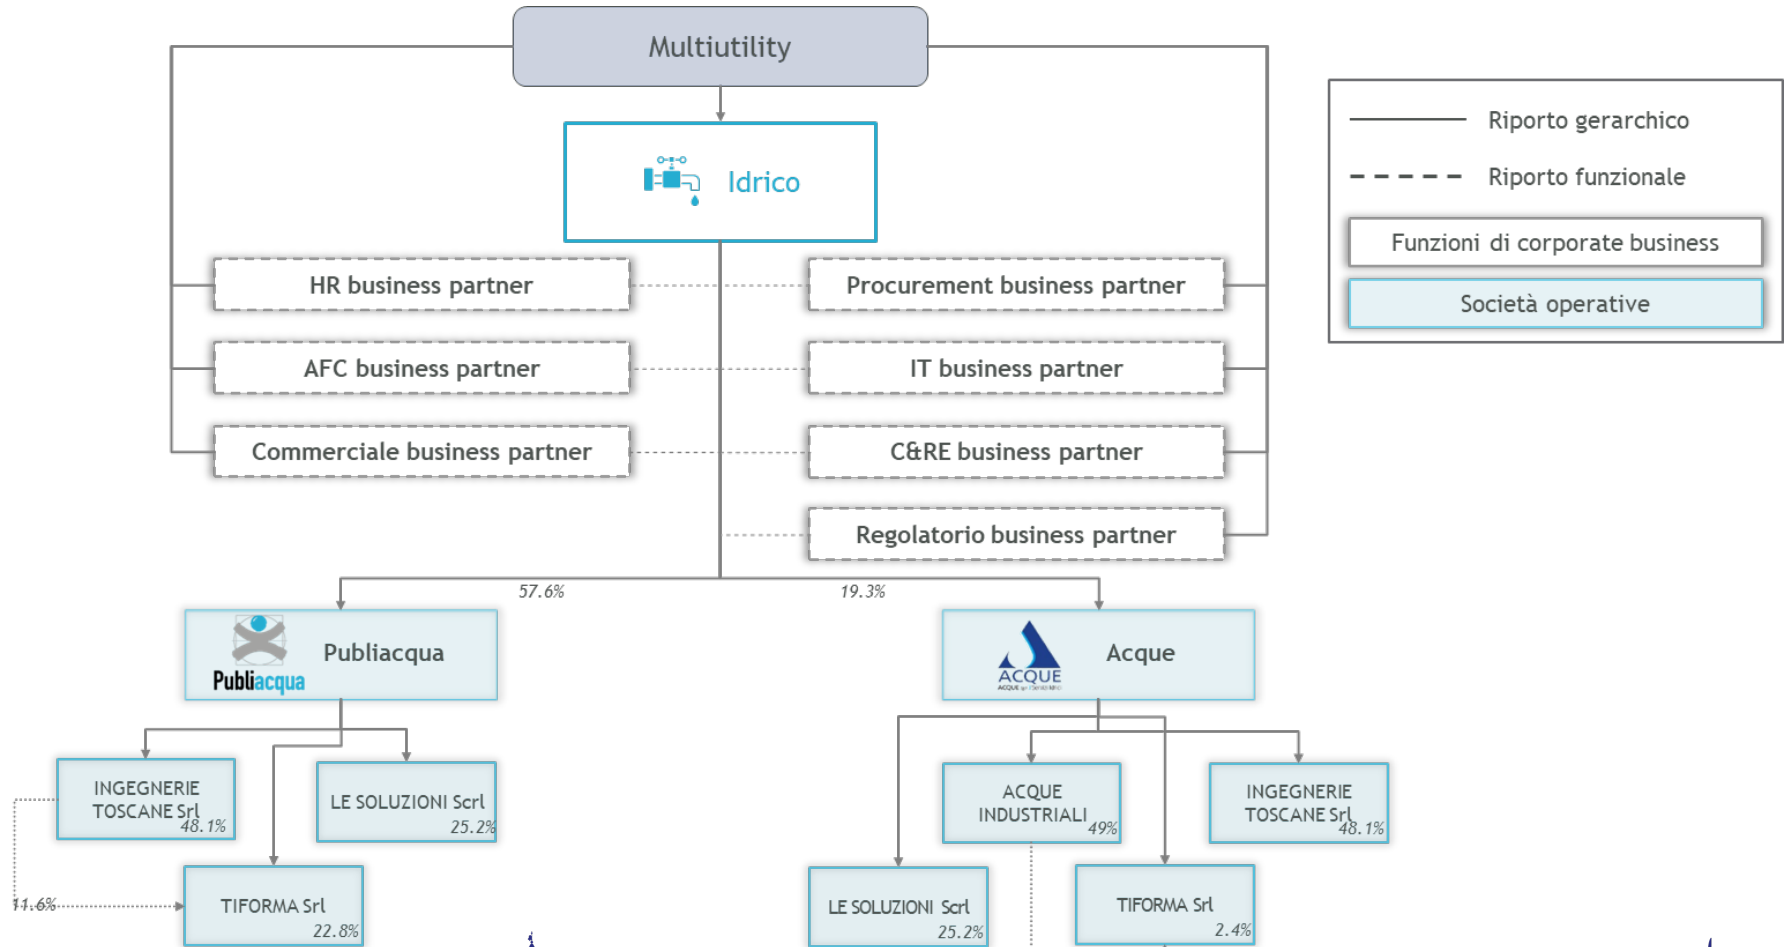 Multiutility
Idrico
Riporto gerarchico
Riporto funzionale
Funzioni di corporate business
Società operative
HR business partner
Procurement business partner
AFC business partner
IT business partner
Commerciale business partner
C&RE business partner
Regolatorio business partner
57.6%
19.3%
Publiacqua
Publiacqua
Acque
ACQUE
INGEGNERIE
TOSCANE Srl
48.1%
LE SOLUZIONI Scrl
25.2%
11.6%
TIFORMA Srl
22.8%
ACQUE
INDUSTRIALI
49%
INGEGNERIE
TOSCANE Srl
48.1%
LE SOLUZIONI Scrl
25.2%
TIFORMA Srl
2.4%